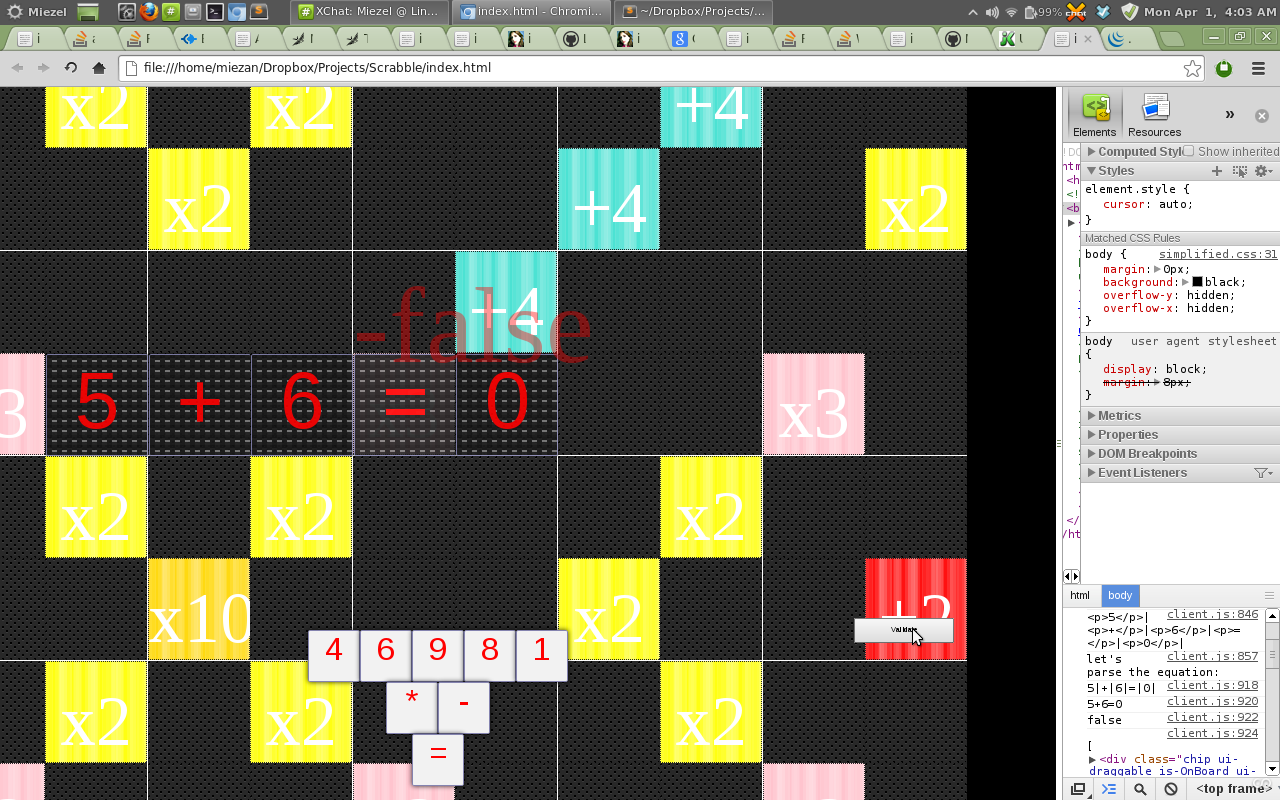 Miezel
XChat: Miezel @ Lin...
index.html - Chromi...
~/Dropbox/Projects/...
99%
Mon Apr 1, 4:03 AM
file:///home/miezan/Dropbox/Projects/Scrabble/index.html
x2 x2 +4
x2 +4 x2
+4
-false
3 5 + 6 = 0 x3
x2 x2 x2
x10 x2 +2
Validate
4 6 9 8 1
* -
=
x2 x2 x2
Elements
Resources
»
Computed Style
Show inherited
Styles
element.style {
cursor: auto;
}
Matched CSS Rules
body { simplified.css:31
margin: 0px;
background: black;
overflow-y: hidden;
overflow-x: hidden;
}
body user agent stylesheet
{
display: block;
margin: 8px;
}
Metrics
Properties
DOM Breakpoints
Event Listeners
html body
client.js:846
<p>5</p>|
<p>+</p>|<p>6</p>|<p>=
</p>|<p>0</p>|
let's client.js:857
parse the equation:
5|+|6|=|0| client.js:918
5+6=0 client.js:920
false client.js:922
client.js:924
[
<div class="chip ui-
draggable is-OnBoard ui-
<top frame>